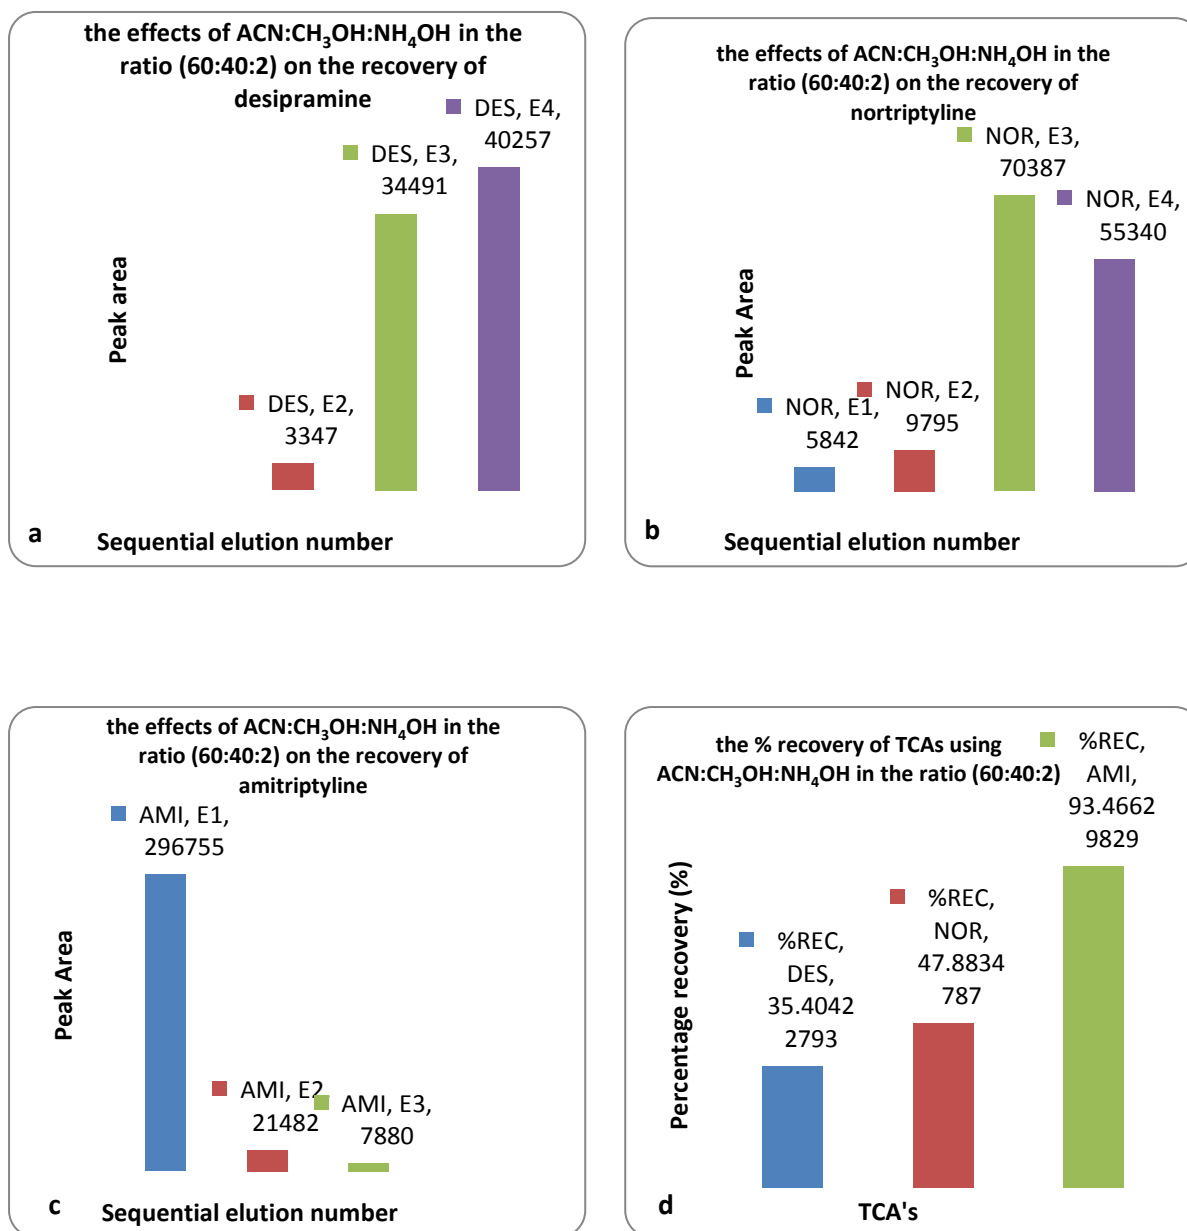 the effects of ACN:CH₃OH:NH₄OH in the
ratio (60:40:2) on the recovery of
desipramine
DES, E4,
40257
DES, E3,
34491
DES, E2,
3347
Peak area
Sequential elution number
a
the effects of ACN:CH₃OH:NH₄OH in the
ratio (60:40:2) on the recovery of
nortriptyline
NOR, E3,
70387
NOR, E4,
55340
NOR, E2,
9795
NOR, E1,
5842
Peak Area
Sequential elution number
b
the effects of ACN:CH₃OH:NH₄OH in the
ratio (60:40:2) on the recovery of
amitriptyline
AMI, E1,
296755
AMI, E2
21482
AMI, E3,
7880
Peak Area
Sequential elution number
c
the % recovery of TCAs using
ACN:CH₃OH:NH₄OH in the ratio (60:40:2)
%REC,
AMI,
93.4662
9829
%REC,
NOR,
47.8834
787
%REC,
DES,
35.4042
2793
Percentage recovery (%)
TCA's
d